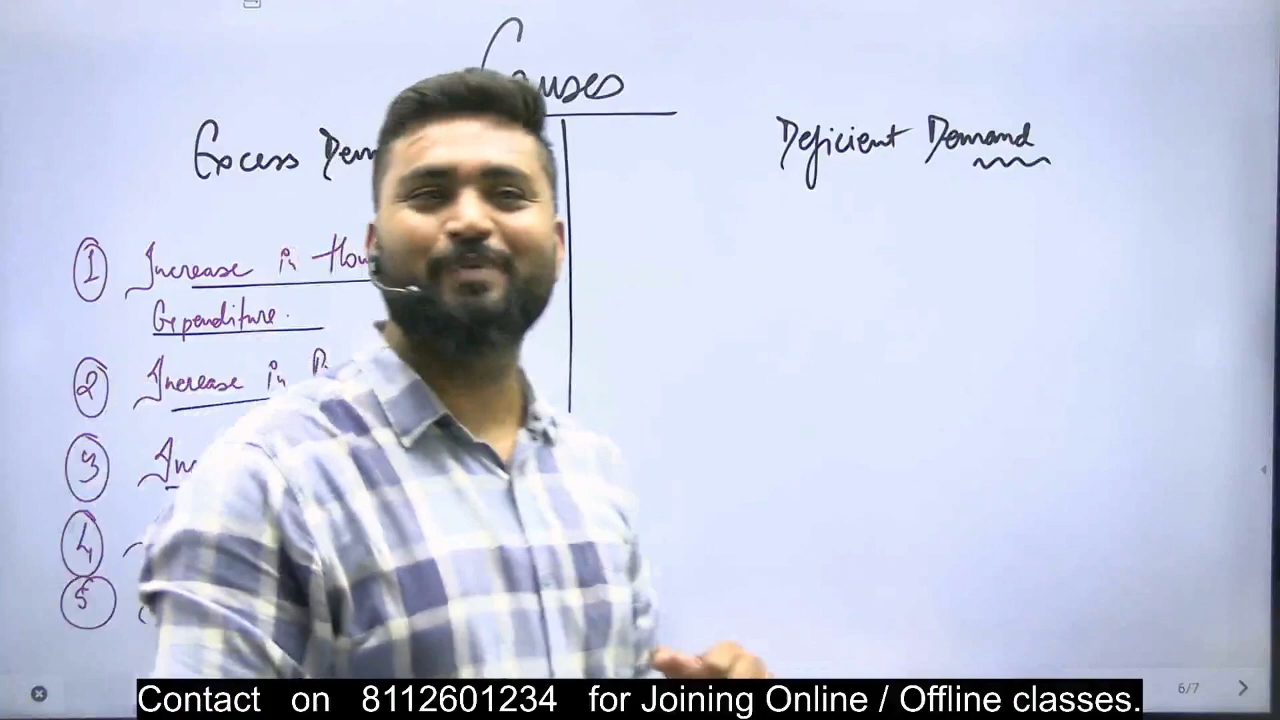 Causes
Excess Dem
Deficient Demand
1 Increase in Hou
Expenditure.
2 Increase in
3 Inc
4
5
6/7
Contact on 8112601234 for Joining Online / Offline classes.